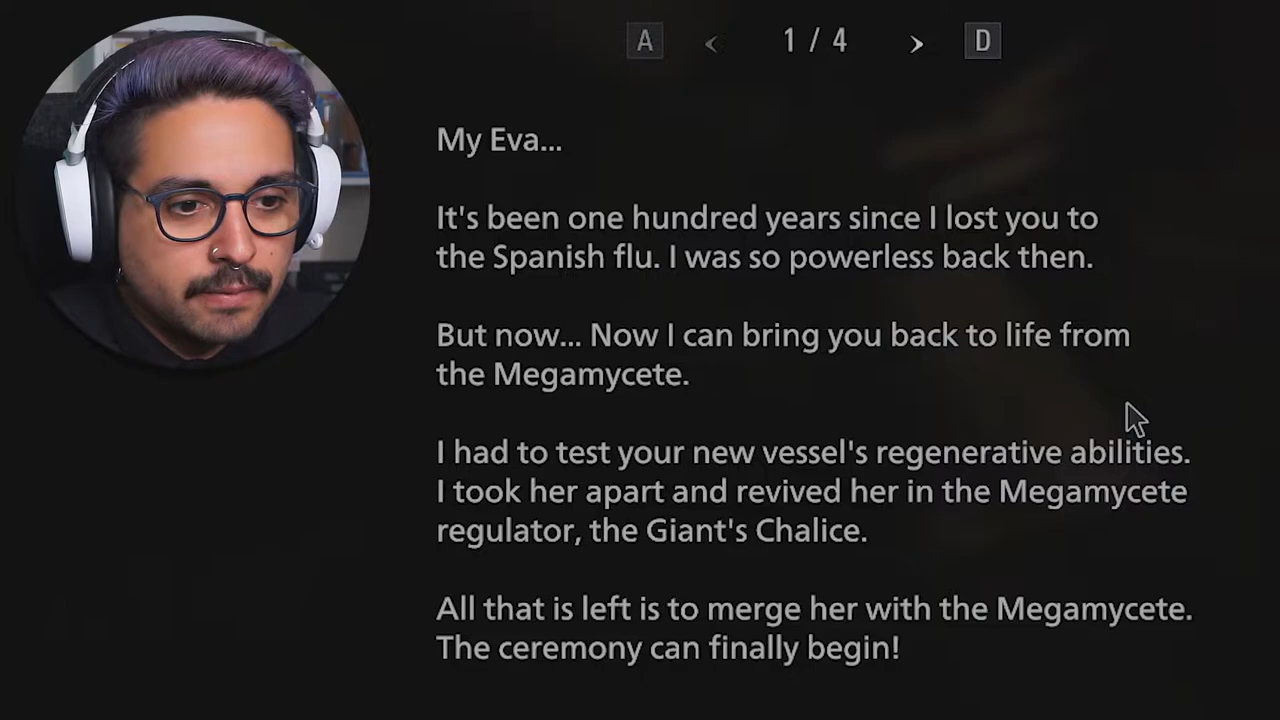 A < 1 / 4 > D
My Eva...
It's been one hundred years since I lost you to
the Spanish flu. I was so powerless back then.
But now... Now I can bring you back to life from
the Megamycete.
I had to test your new vessel's regenerative abilities.
I took her apart and revived her in the Megamycete
regulator, the Giant's Chalice.
All that is left is to merge her with the Megamycete.
The ceremony can finally begin!